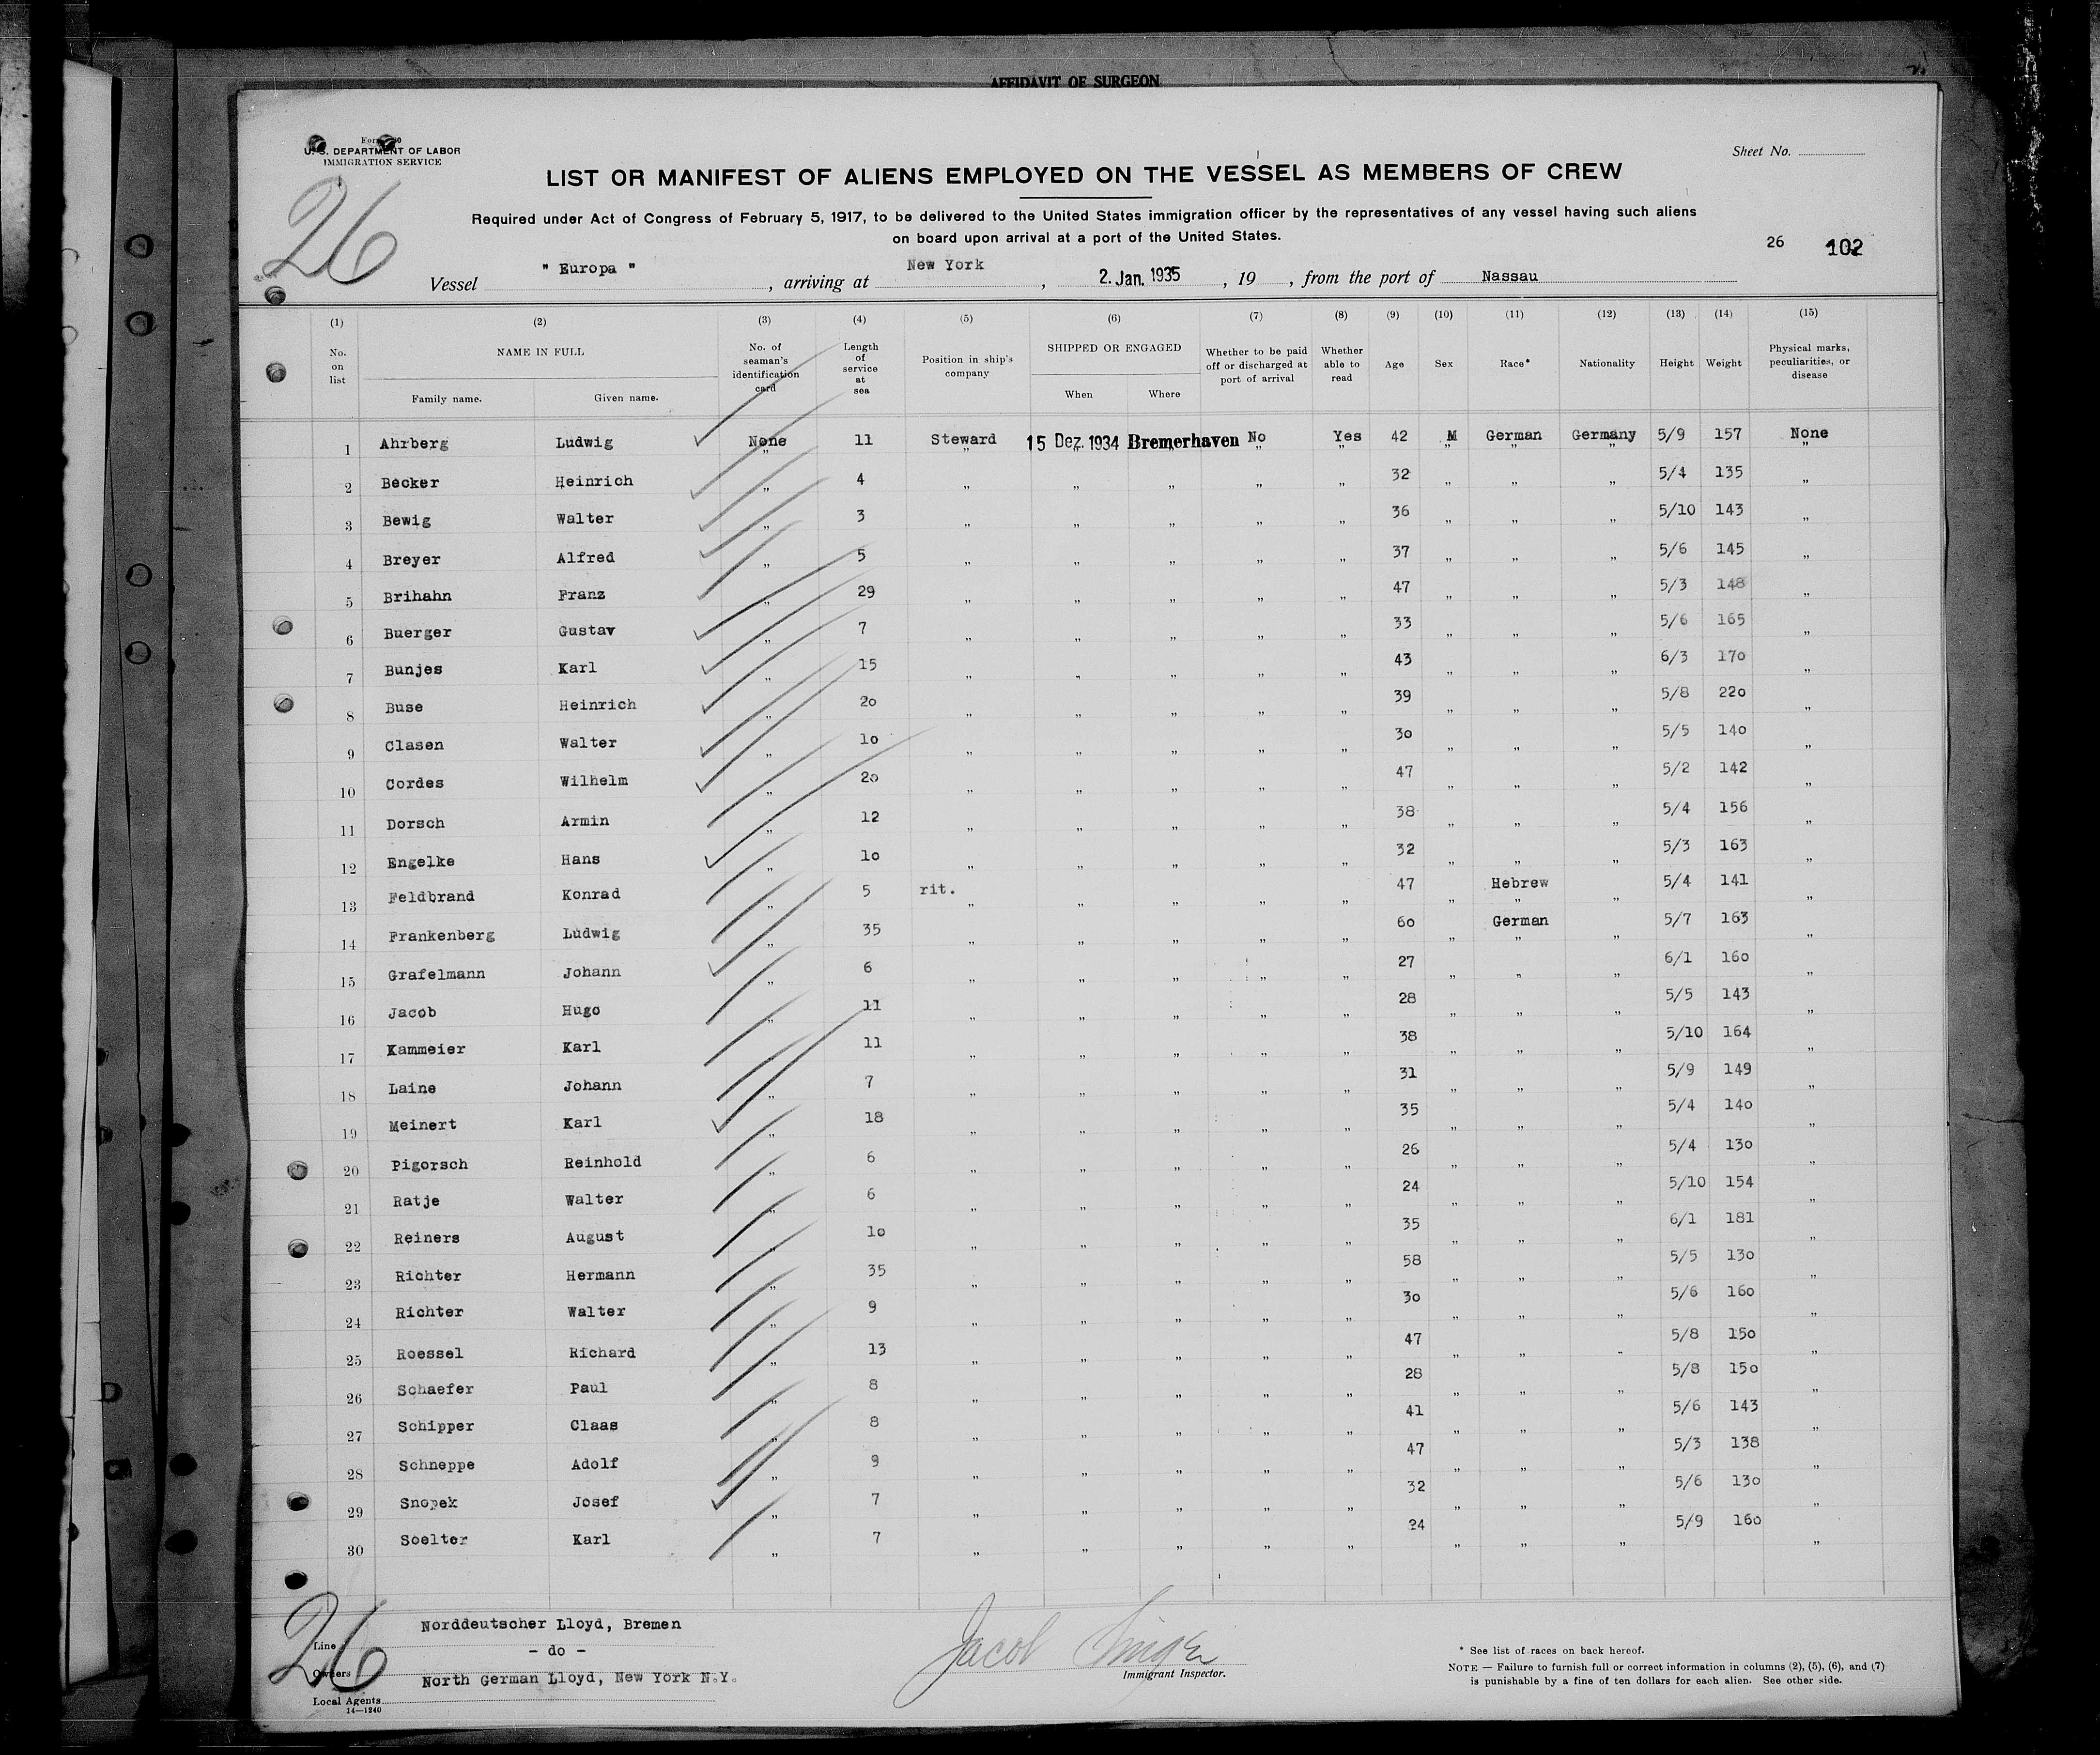 AFFIDAVIT OF SURGEON
U. S. DEPARTMENT OF LABOR
IMMIGRATION SERVICE
Sheet No.
LIST OR MANIFEST OF ALIENS EMPLOYED ON THE VESSEL AS MEMBERS OF CREW
Required under Act of Congress of February 5, 1917, to be delivered to the United States immigration officer by the representatives of any vessel having such aliens
on board upon arrival at a port of the United States.
26
26 102
Vessel " Europa " , arriving at New York , 2. Jan. 1935 , 19 , from the port of Nassau
(1) (2) (3) (4) (5) (6) (7) (8) (9) (10) (11) (12) (13) (14) (15)
No. on list NAME IN FULL Family name. Given name. No. of seaman's identification card Length of service at sea Position in ship's company SHIPPED OR ENGAGED When Where Whether to be paid off or discharged at port of arrival Whether able to read Age Sex Race* Nationality Height Weight Physical marks, peculiarities, or disease
1 Ahrberg Ludwig None 11 Steward 15 Dez. 1934 Bremerhaven No Yes 42 M German Germany 5/9 157 None
2 Becker Heinrich " 4 " " " " " 32 " " " 5/4 135 "
3 Bewig Walter " 3 " " " " " 36 " " " 5/10 143 "
4 Breyer Alfred " 5 " " " " " 37 " " " 5/6 145 "
5 Brihahn Franz " 29 " " " " " 47 " " " 5/3 148 "
6 Buerger Gustav " 7 " " " " " 33 " " " 5/6 165 "
7 Bunjes Karl " 15 " " " " " 43 " " " 6/3 170 "
8 Buse Heinrich " 20 " " " " " 39 " " " 5/8 220 "
9 Clasen Walter " 10 " " " " " 30 " " " 5/5 140 "
10 Cordes Wilhelm " 20 " " " " " 47 " " " 5/2 142 "
11 Dorsch Armin " 12 " " " " " 38 " " " 5/4 156 "
12 Engelke Hans " 10 " " " " " 32 " " " 5/3 163 "
13 Feldbrand Konrad " 5 rit. " " " " " 47 " Hebrew " 5/4 141 "
14 Frankenberg Ludwig " 35 " " " " " 60 " German " 5/7 163 "
15 Grafelmann Johann " 6 " " " " " 27 " " " 6/1 160 "
16 Jacob Hugo " 11 " " " " " 28 " " " 5/5 143 "
17 Kammeier Karl " 11 " " " " " 38 " " " 5/10 164 "
18 Laine Johann " 7 " " " " " 31 " " " 5/9 149 "
19 Meinert Karl " 18 " " " " " 35 " " " 5/4 140 "
20 Pigorsch Reinhold " 6 " " " " " 26 " " " 5/4 130 "
21 Ratje Walter " 6 " " " " " 24 " " " 5/10 154 "
22 Reiners August " 10 " " " " " 35 " " " 6/1 181 "
23 Richter Hermann " 35 " " " " " 58 " " " 5/5 130 "
24 Richter Walter " 9 " " " " " 30 " " " 5/6 160 "
25 Roessel Richard " 13 " " " " " 47 " " " 5/8 150 "
26 Schaefer Paul " 8 " " " " " 28 " " " 5/8 150 "
27 Schipper Claas " 8 " " " " " 41 " " " 5/6 143 "
28 Schneppe Adolf " 9 " " " " " 47 " " " 5/3 138 "
29 Snopek Josef " 7 " " " " " 32 " " " 5/6 130 "
30 Soelter Karl " 7 " " " " " 24 " " " 5/9 160 "
26
Line Norddeutscher Lloyd, Bremen
Owners - do -
Local Agents North German Lloyd, New York N.Y.
14—1240
Jacob Singer
Immigrant Inspector.
* See list of races on back hereof.
NOTE — Failure to furnish full or correct information in columns (2), (5), (6), and (7)
is punishable by a fine of ten dollars for each alien. See other side.